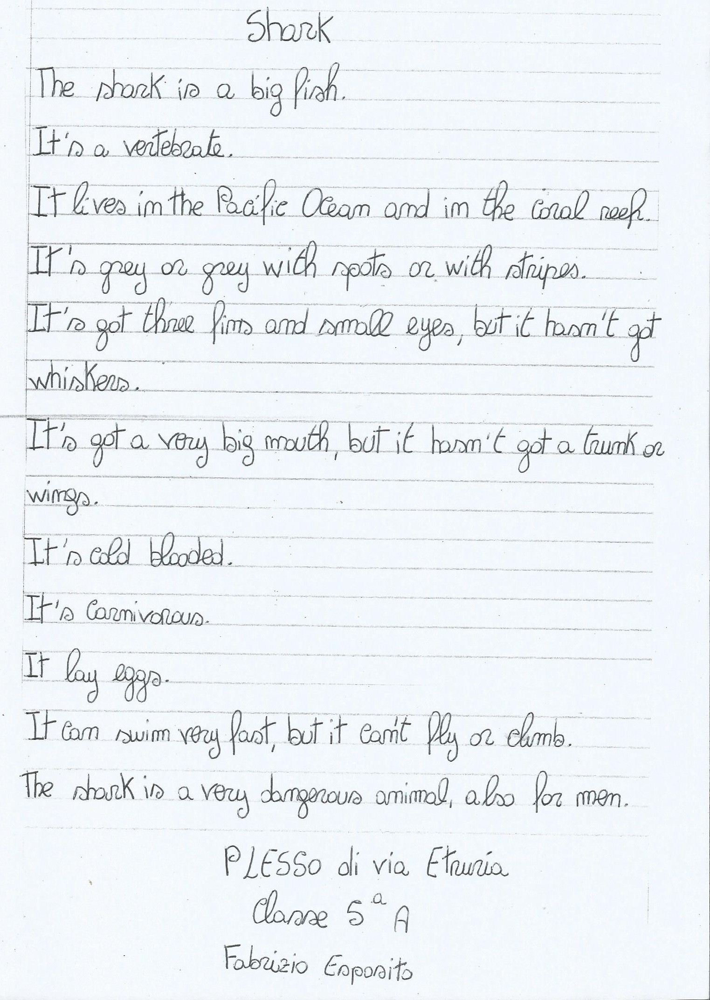 Shark
The shark is a big fish.
It's a vertebrate.
It lives in the Pacific Ocean and in the coral reef.
It's grey or grey with spots or with stripes.
It's got three fins and small eyes, but it hasn't got
whiskers.
It's got a very big mouth, but it hasn't got a trunk or
wings.
It's cold blooded.
It's carnivorous.
It lay eggs.
It can swim very fast, but it can't fly or climb.
The shark is a very dangerous animal, also for men.
PLESSO di via Etruria
Classe 5ª A
Fabrizio Esposito